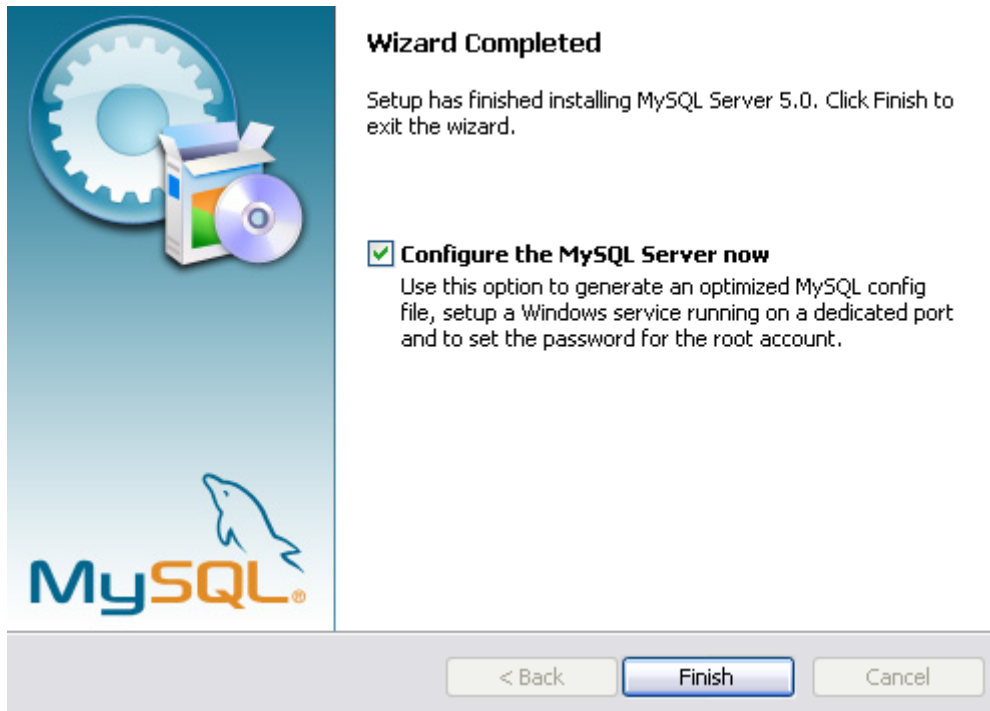 Wizard Completed
Setup has finished installing MySQL Server 5.0. Click Finish to
exit the wizard.
Configure the MySQL Server now
Use this option to generate an optimized MySQL config
file, setup a Windows service running on a dedicated port
and to set the password for the root account.
MySQL®
< Back
Finish
Cancel